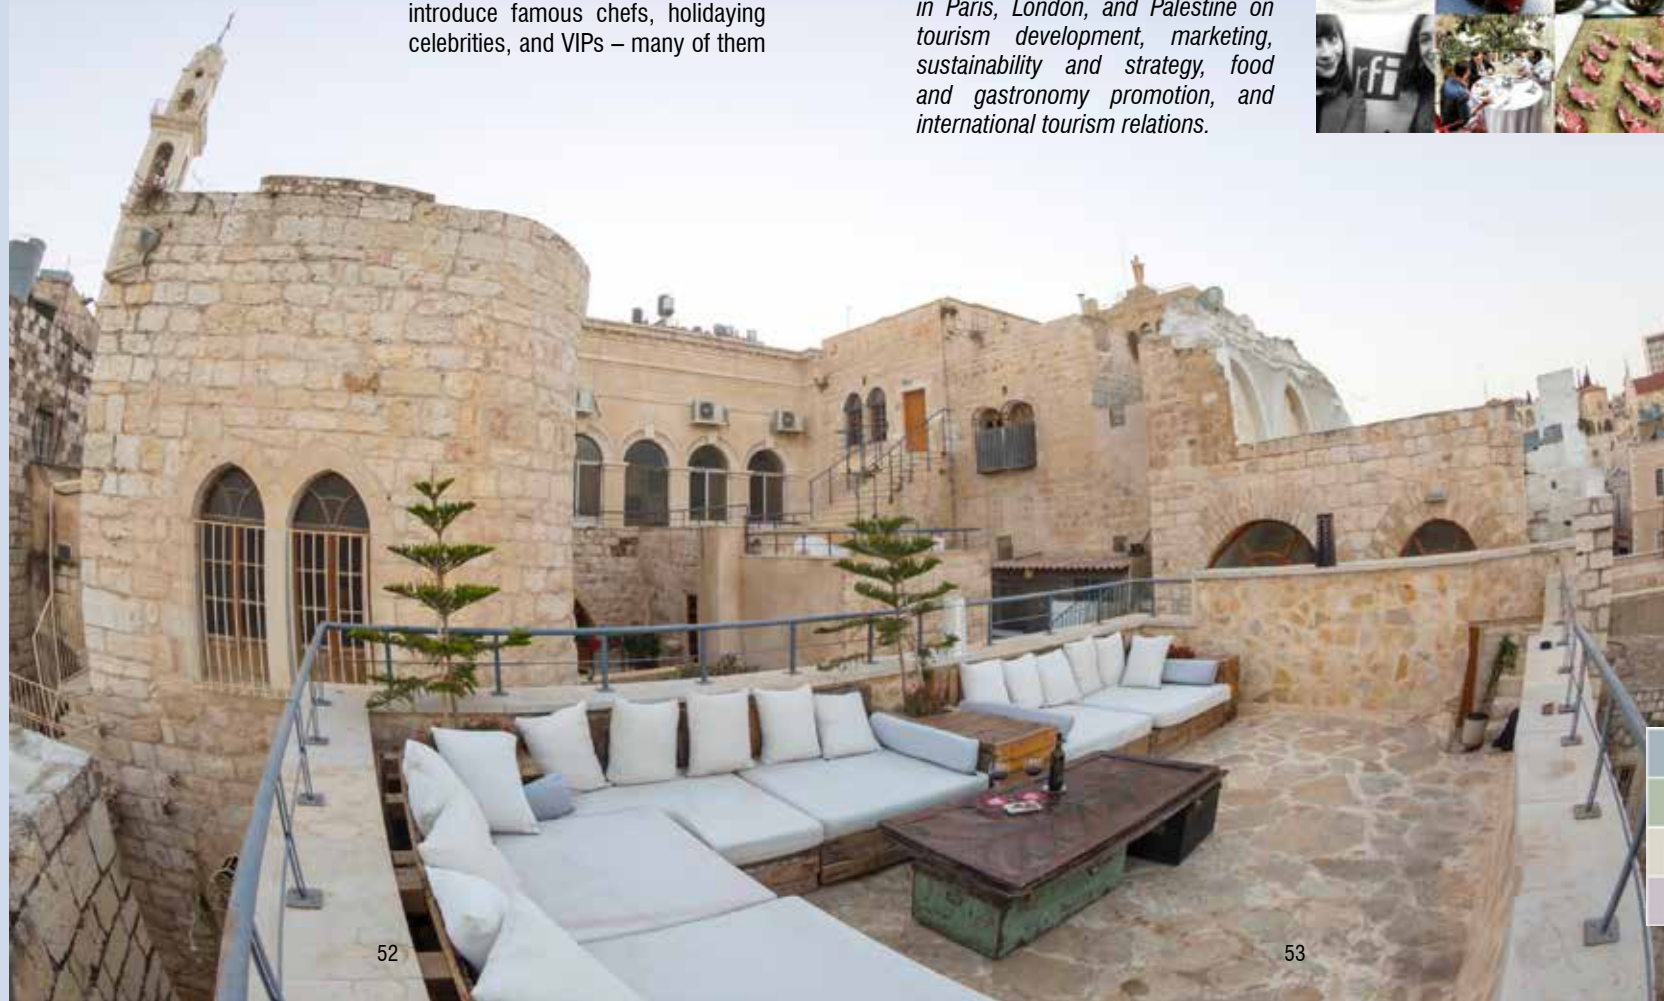 introduce famous chefs, holidaying
celebrities, and VIPs – many of them
in Paris, London, and Palestine on
tourism development, marketing,
sustainability and strategy, food
and gastronomy promotion, and
international tourism relations.
rfi
52
53